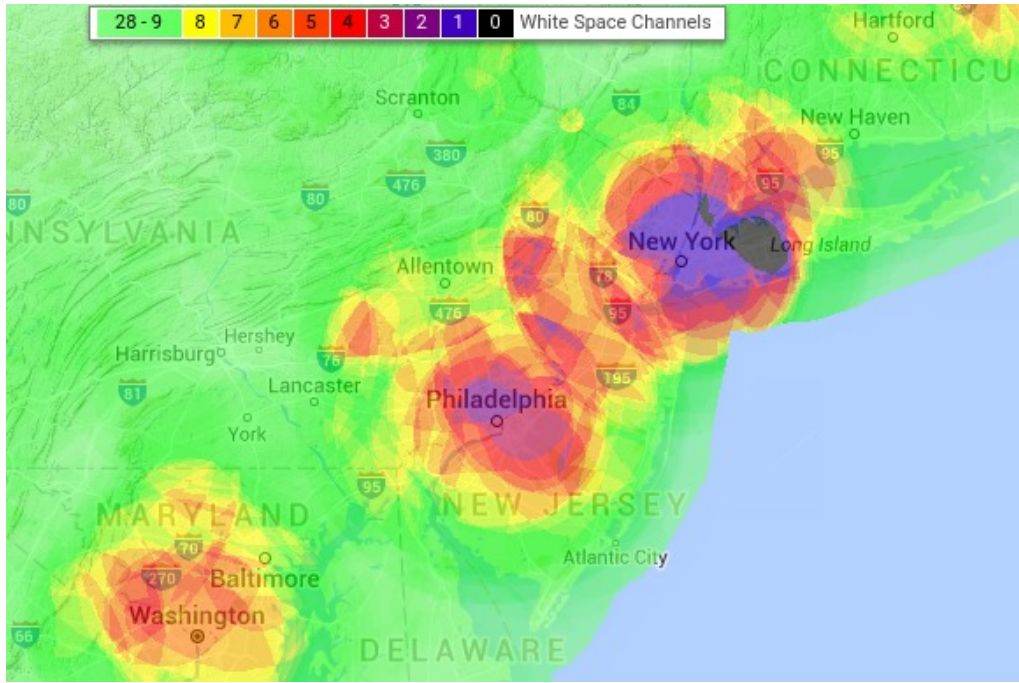 28 - 9 8 7 6 5 4 3 2 1 0 White Space Channels
Hartford
CONNECTICU
Scranton
84
New Haven
380
95
476
95
80
80
80
NNSYLVANIA
New York
Long Island
Allentown
78
476
95
Hershey
Harrisburg
76
195
Lancaster
81
Philadelphia
York
95
NEW JERSEY
MARYLAND
70
Atlantic City
270
Baltimore
Washington
66
DELAWARE